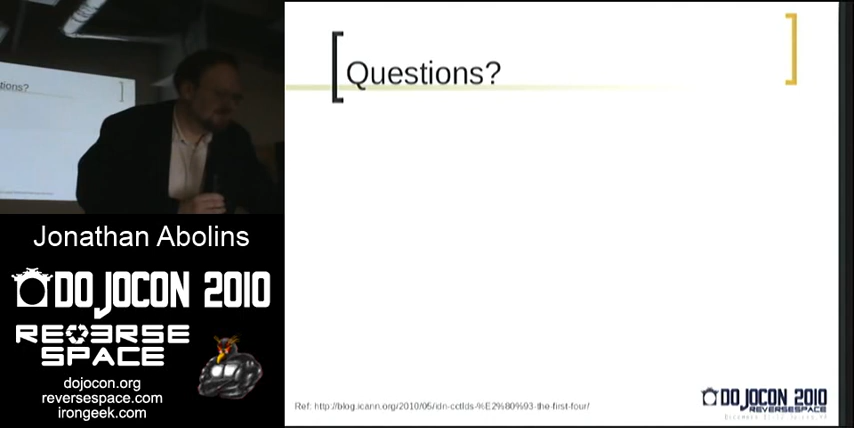 tions?
Questions?
Jonathan Abolins
DOJOCON 2010
REVERSE
SPACE
dojocon.org
reversespace.com
irongeek.com
Ref: http://blog.icann.org/2010/05/idn-cctlds-%E2%80%93-the-first-four/
DOJOCON 2010
REVERSESPACE